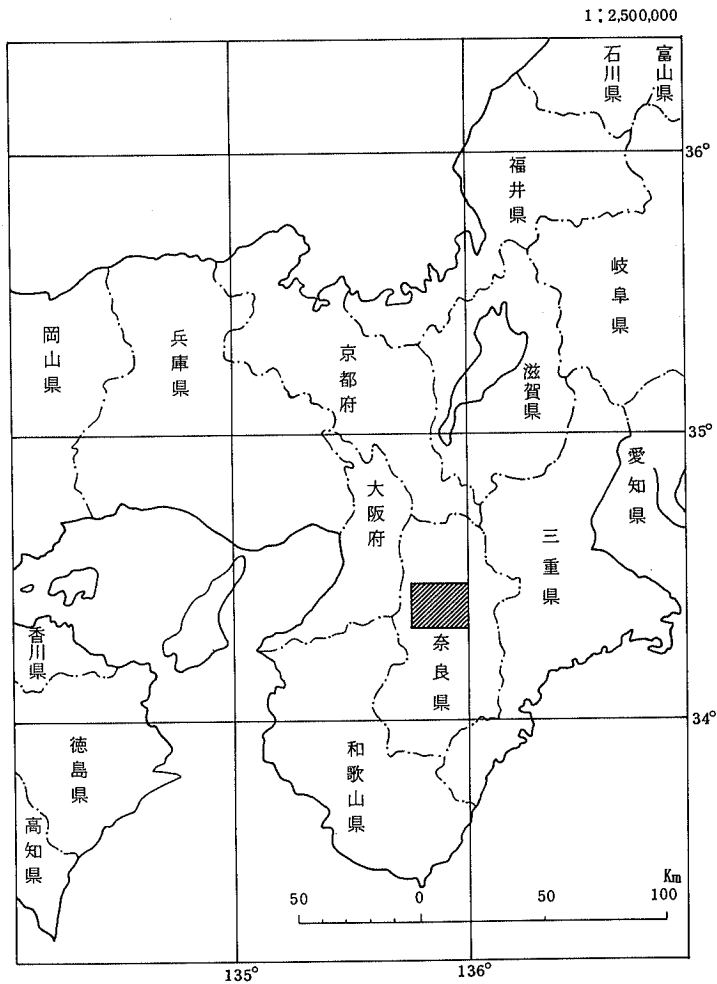 1:2,500,000
石川県
富山県
36°
福井県
岐阜県
岡山県
兵庫県
京都府
滋賀県
35°
愛知県
大阪府
三重県
香川県
奈良県
34°
徳島県
和歌山県
高知県
Km
50 0 50 100
135° 136°